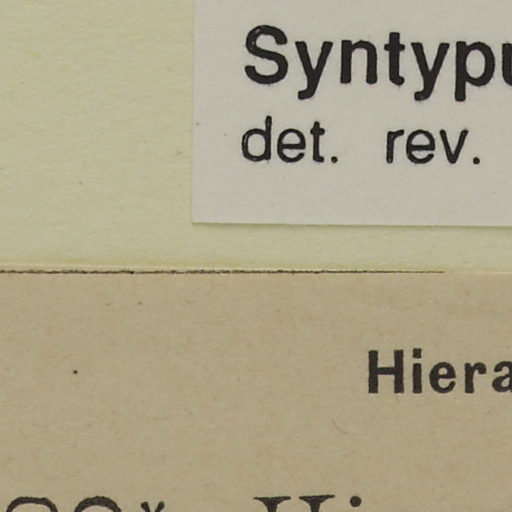 Syntypu
det. rev.
Hiera